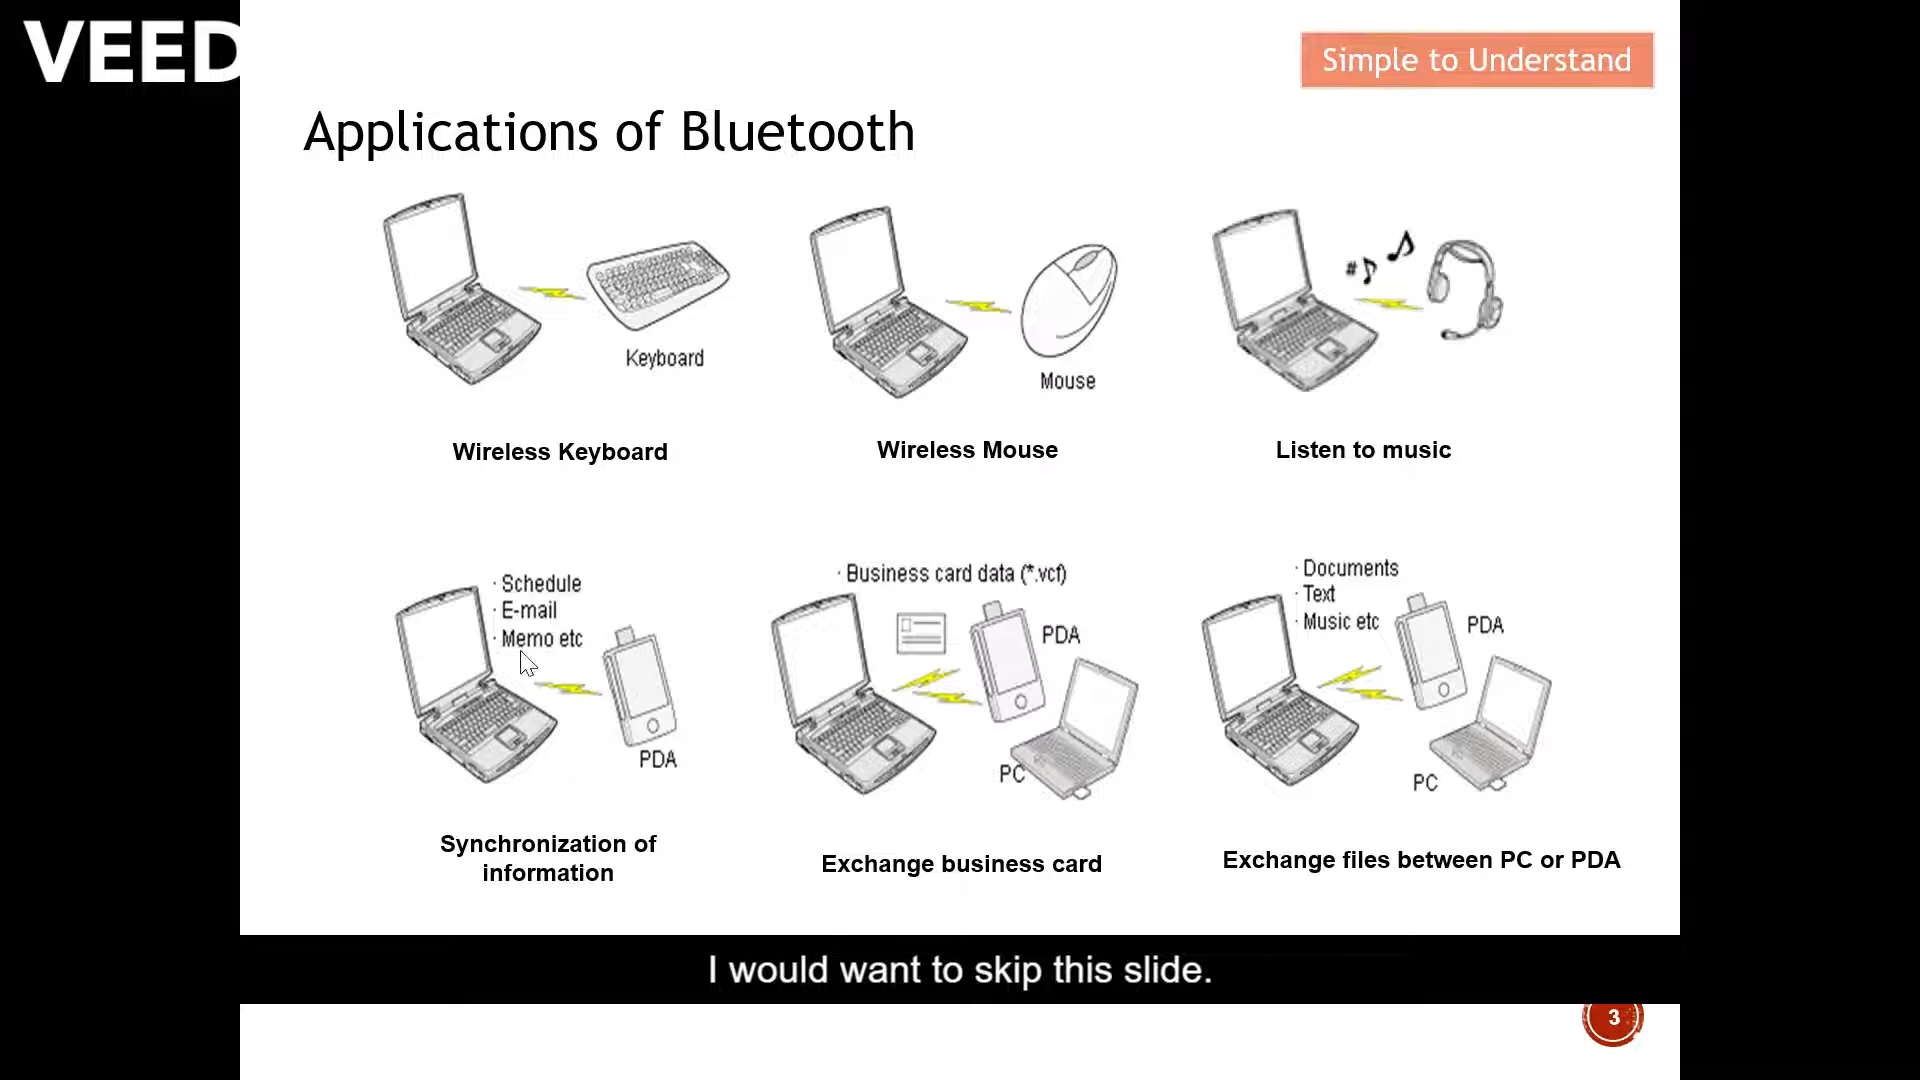 VEED
Simple to Understand
Applications of Bluetooth
Keyboard
Mouse
Wireless Keyboard
Wireless Mouse
Listen to music
· Schedule
· E-mail
· Memo etc
PDA
Synchronization of
information
· Business card data (*.vcf)
PDA
PC
Exchange business card
· Documents
· Text
· Music etc
PDA
PC
Exchange files between PC or PDA
I would want to skip this slide.
3